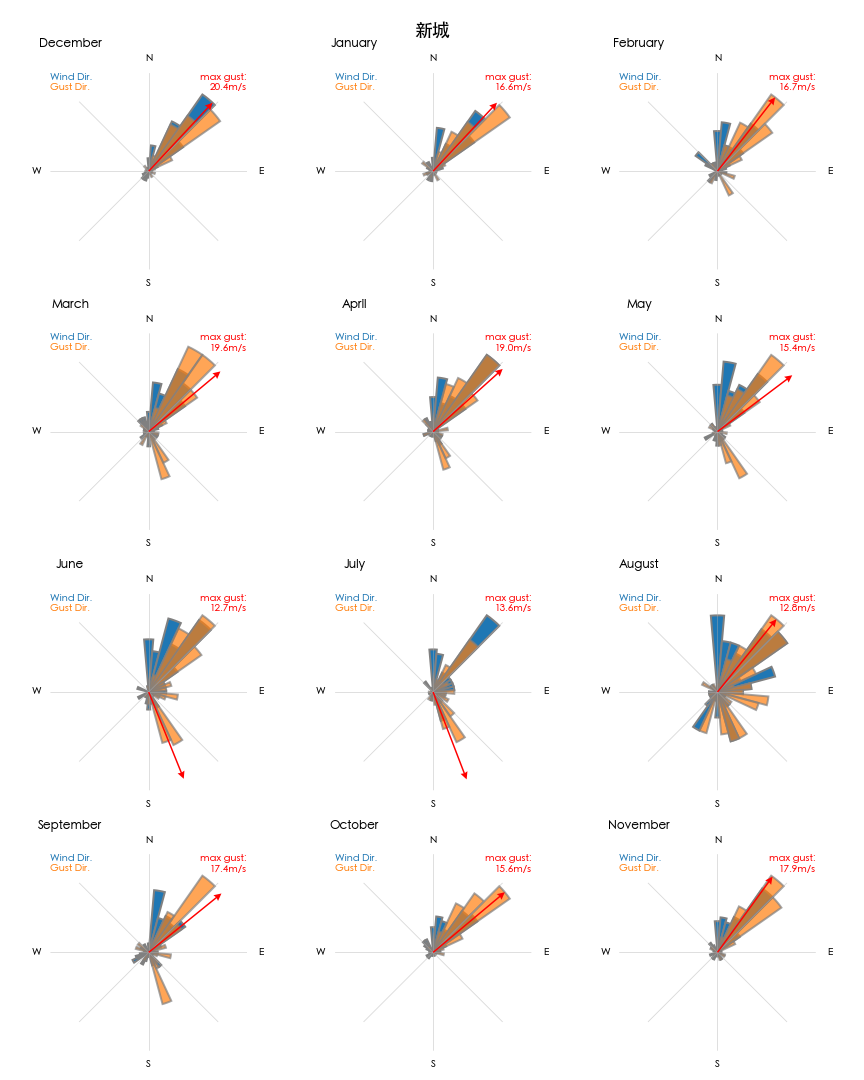 新城
December
N
Wind Dir.
Gust Dir.
max gust:
20.4m/s
W
E
S
January
N
Wind Dir.
Gust Dir.
max gust:
16.6m/s
W
E
S
February
N
Wind Dir.
Gust Dir.
max gust:
16.7m/s
W
E
S
March
N
Wind Dir.
Gust Dir.
max gust:
19.6m/s
W
E
S
April
N
Wind Dir.
Gust Dir.
max gust:
19.0m/s
W
E
S
May
N
Wind Dir.
Gust Dir.
max gust:
15.4m/s
W
E
S
June
N
Wind Dir.
Gust Dir.
max gust:
12.7m/s
W
E
S
July
N
Wind Dir.
Gust Dir.
max gust:
13.6m/s
W
E
S
August
N
Wind Dir.
Gust Dir.
max gust:
12.8m/s
W
E
S
September
N
Wind Dir.
Gust Dir.
max gust:
17.4m/s
W
E
S
October
N
Wind Dir.
Gust Dir.
max gust:
15.6m/s
W
E
S
November
N
Wind Dir.
Gust Dir.
max gust:
17.9m/s
W
E
S